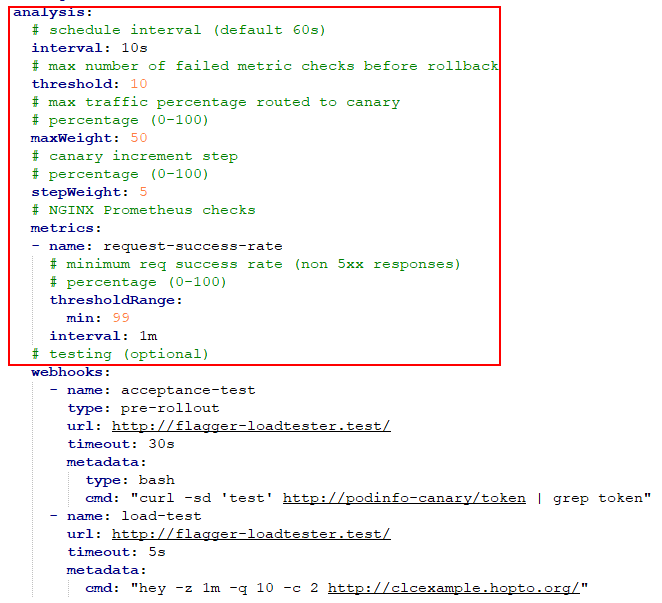 analysis:
# schedule interval (default 60s)
interval: 10s
# max number of failed metric checks before rollback
threshold: 10
# max traffic percentage routed to canary
# percentage (0-100)
maxWeight: 50
# canary increment step
# percentage (0-100)
stepWeight: 5
# NGINX Prometheus checks
metrics:
- name: request-success-rate
# minimum req success rate (non 5xx responses)
# percentage (0-100)
thresholdRange:
min: 99
interval: 1m
# testing (optional)
webhooks:
- name: acceptance-test
type: pre-rollout
url: http://flagger-loadtester.test/
timeout: 30s
metadata:
type: bash
cmd: "curl -sd 'test' http://podinfo-canary/token | grep token"
- name: load-test
url: http://flagger-loadtester.test/
timeout: 5s
metadata:
cmd: "hey -z 1m -q 10 -c 2 http://clcexample.hopto.org/"